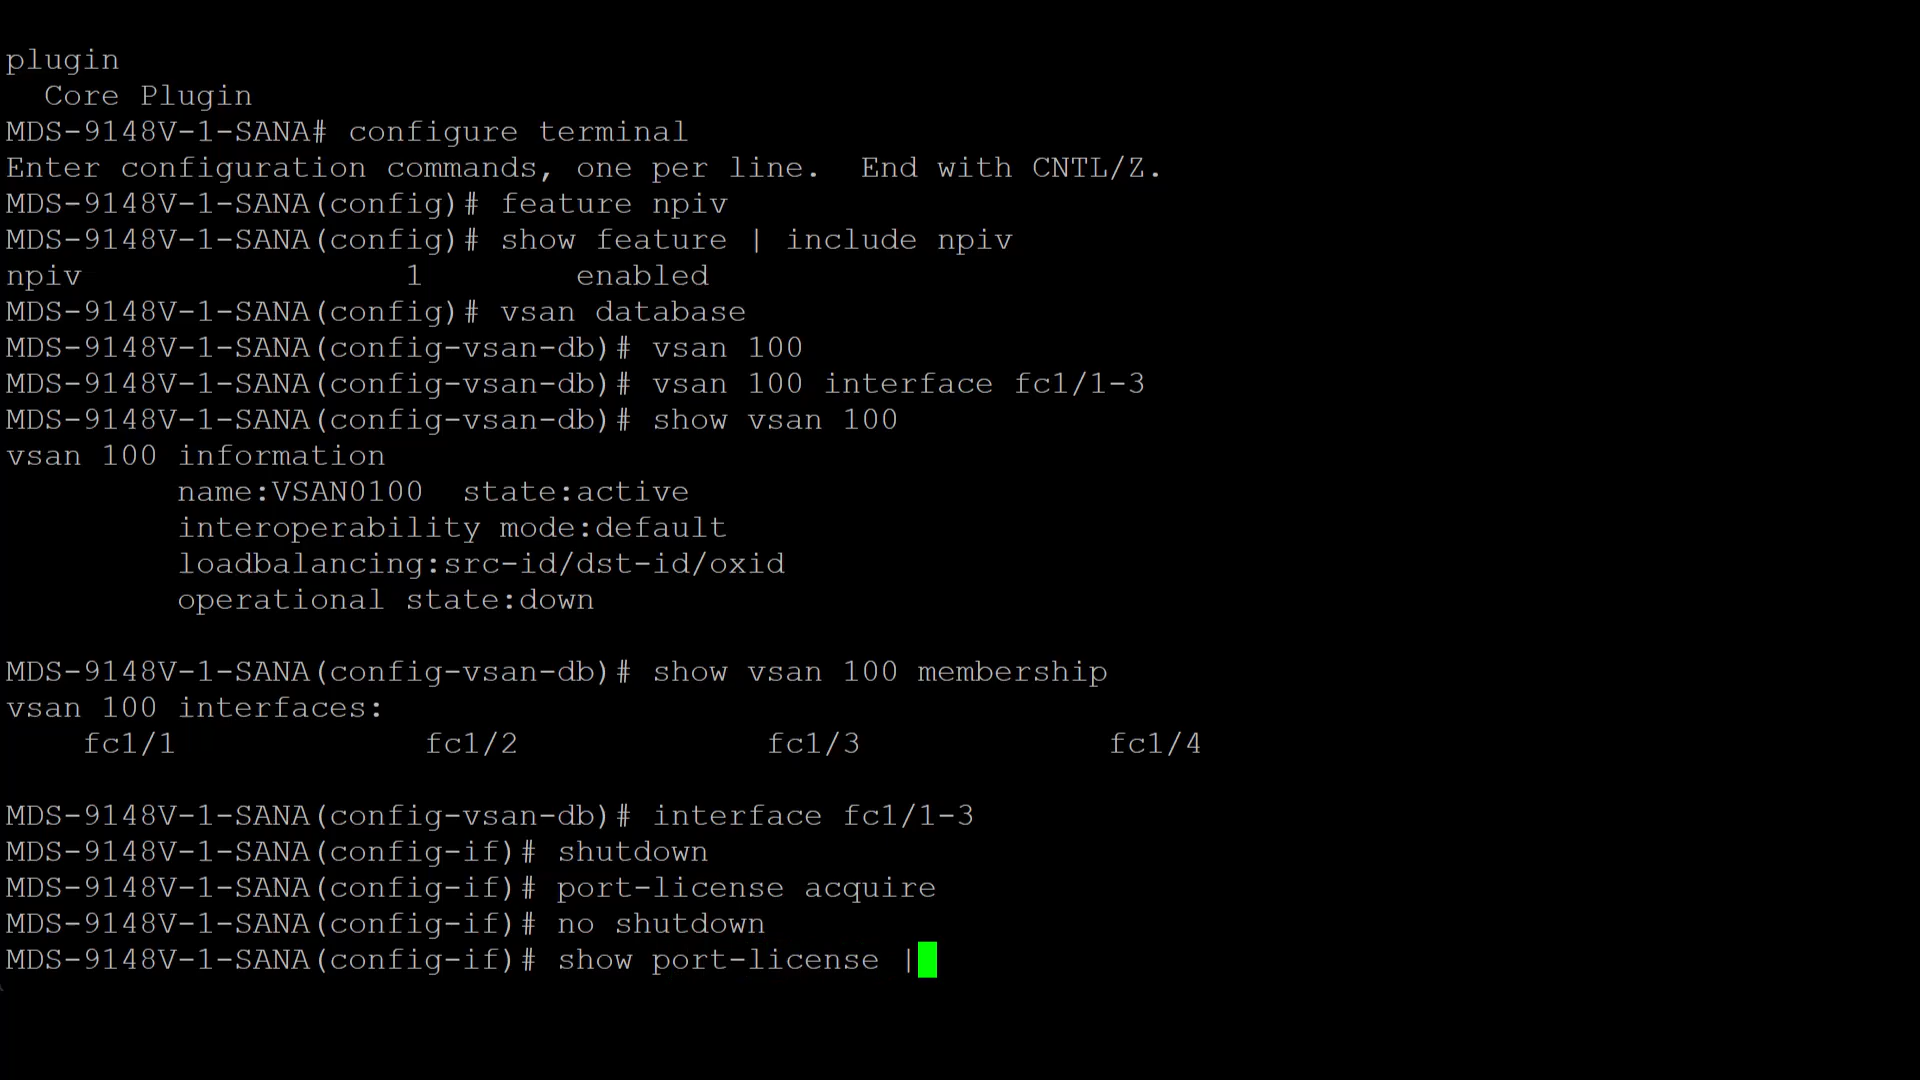 plugin
  Core Plugin
MDS-9148V-1-SANA# configure terminal
Enter configuration commands, one per line.  End with CNTL/Z.
MDS-9148V-1-SANA(config)# feature npiv
MDS-9148V-1-SANA(config)# show feature | include npiv
npiv                 1        enabled
MDS-9148V-1-SANA(config)# vsan database
MDS-9148V-1-SANA(config-vsan-db)# vsan 100
MDS-9148V-1-SANA(config-vsan-db)# vsan 100 interface fc1/1-3
MDS-9148V-1-SANA(config-vsan-db)# show vsan 100
vsan 100 information
         name:VSAN0100  state:active
         interoperability mode:default
         loadbalancing:src-id/dst-id/oxid
         operational state:down

MDS-9148V-1-SANA(config-vsan-db)# show vsan 100 membership
vsan 100 interfaces:
    fc1/1             fc1/2             fc1/3             fc1/4

MDS-9148V-1-SANA(config-vsan-db)# interface fc1/1-3
MDS-9148V-1-SANA(config-if)# shutdown
MDS-9148V-1-SANA(config-if)# port-license acquire
MDS-9148V-1-SANA(config-if)# no shutdown
MDS-9148V-1-SANA(config-if)# show port-license |